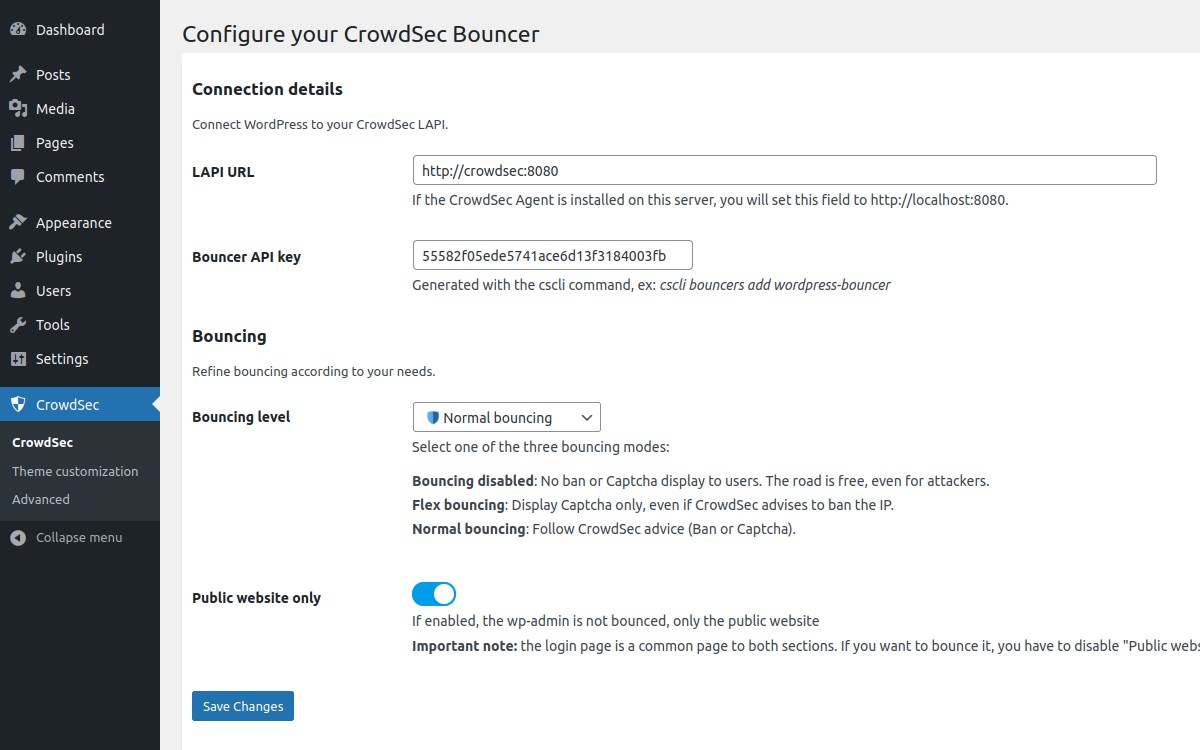 Dashboard
Posts
Media
Pages
Comments
Appearance
Plugins
Users
Tools
Settings
CrowdSec
CrowdSec
Theme customization
Advanced
Collapse menu
Configure your CrowdSec Bouncer
Connection details
Connect WordPress to your CrowdSec LAPI.
LAPI URL
http://crowdsec:8080
If the CrowdSec Agent is installed on this server, you will set this field to http://localhost:8080.
Bouncer API key
55582f05ede5741ace6d13f3184003fb
Generated with the cscli command, ex: cscli bouncers add wordpress-bouncer
Bouncing
Refine bouncing according to your needs.
Bouncing level
Normal bouncing
Select one of the three bouncing modes:
Bouncing disabled: No ban or Captcha display to users. The road is free, even for attackers.
Flex bouncing: Display Captcha only, even if CrowdSec advises to ban the IP.
Normal bouncing: Follow CrowdSec advice (Ban or Captcha).
Public website only
If enabled, the wp-admin is not bounced, only the public website
Important note: the login page is a common page to both sections. If you want to bounce it, you have to disable "Public webs
Save Changes